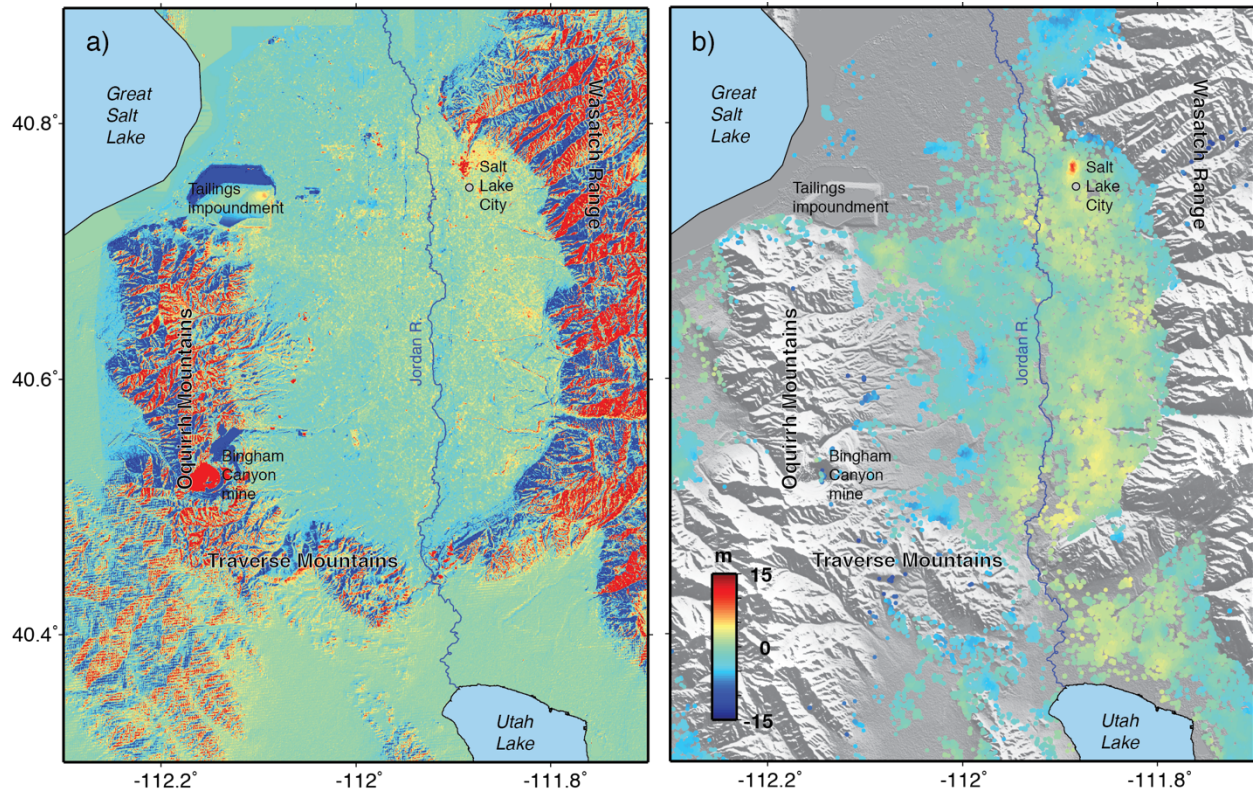 a)
Great
Salt
Lake
40.8°
Wasatch Range
Salt
Lake
City
Tailings
impoundment
40.6°
Oquirrh Mountains
Jordan R
Bingham
Canyon
mine
Traverse Mountains
40.4°
Utah
Lake
-112.2°
-112°
-111.8°
b)
Great
Salt
Lake
Wasatch Range
Salt
Lake
City
Tailings
impoundment
Oquirrh Mountains
Jordan R
Bingham
Canyon
mine
Traverse Mountains
m
15
0
-15
Utah
Lake
-112.2°
-112°
-111.8°